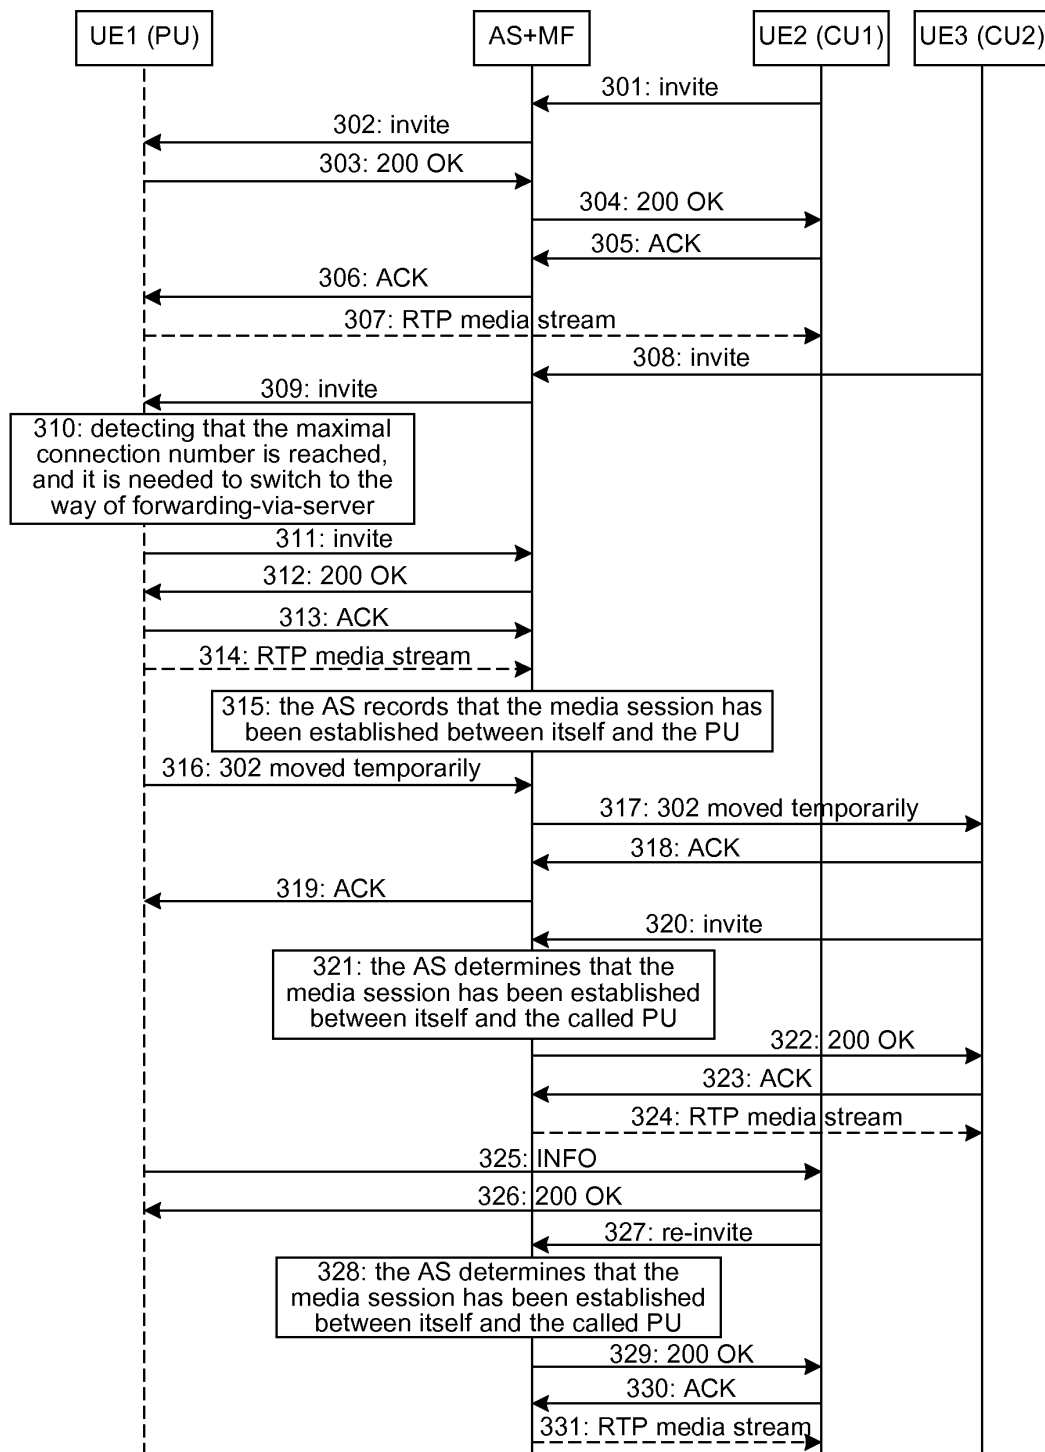 UE1 (PU)
AS+MF
UE2 (CU1)
UE3 (CU2)
301: invite
302: invite
303: 200 OK
304: 200 OK
305: ACK
306: ACK
307: RTP media stream
308: invite
309: invite
310: detecting that the maximal
connection number is reached,
and it is needed to switch to the
way of forwarding-via-server
311: invite
312: 200 OK
313: ACK
314: RTP media stream
315: the AS records that the media session has
been established between itself and the PU
316: 302 moved temporarily
317: 302 moved temporarily
318: ACK
319: ACK
320: invite
321: the AS determines that the
media session has been established
between itself and the called PU
322: 200 OK
323: ACK
324: RTP media stream
325: INFO
326: 200 OK
327: re-invite
328: the AS determines that the
media session has been established
between itself and the called PU
329: 200 OK
330: ACK
331: RTP media stream